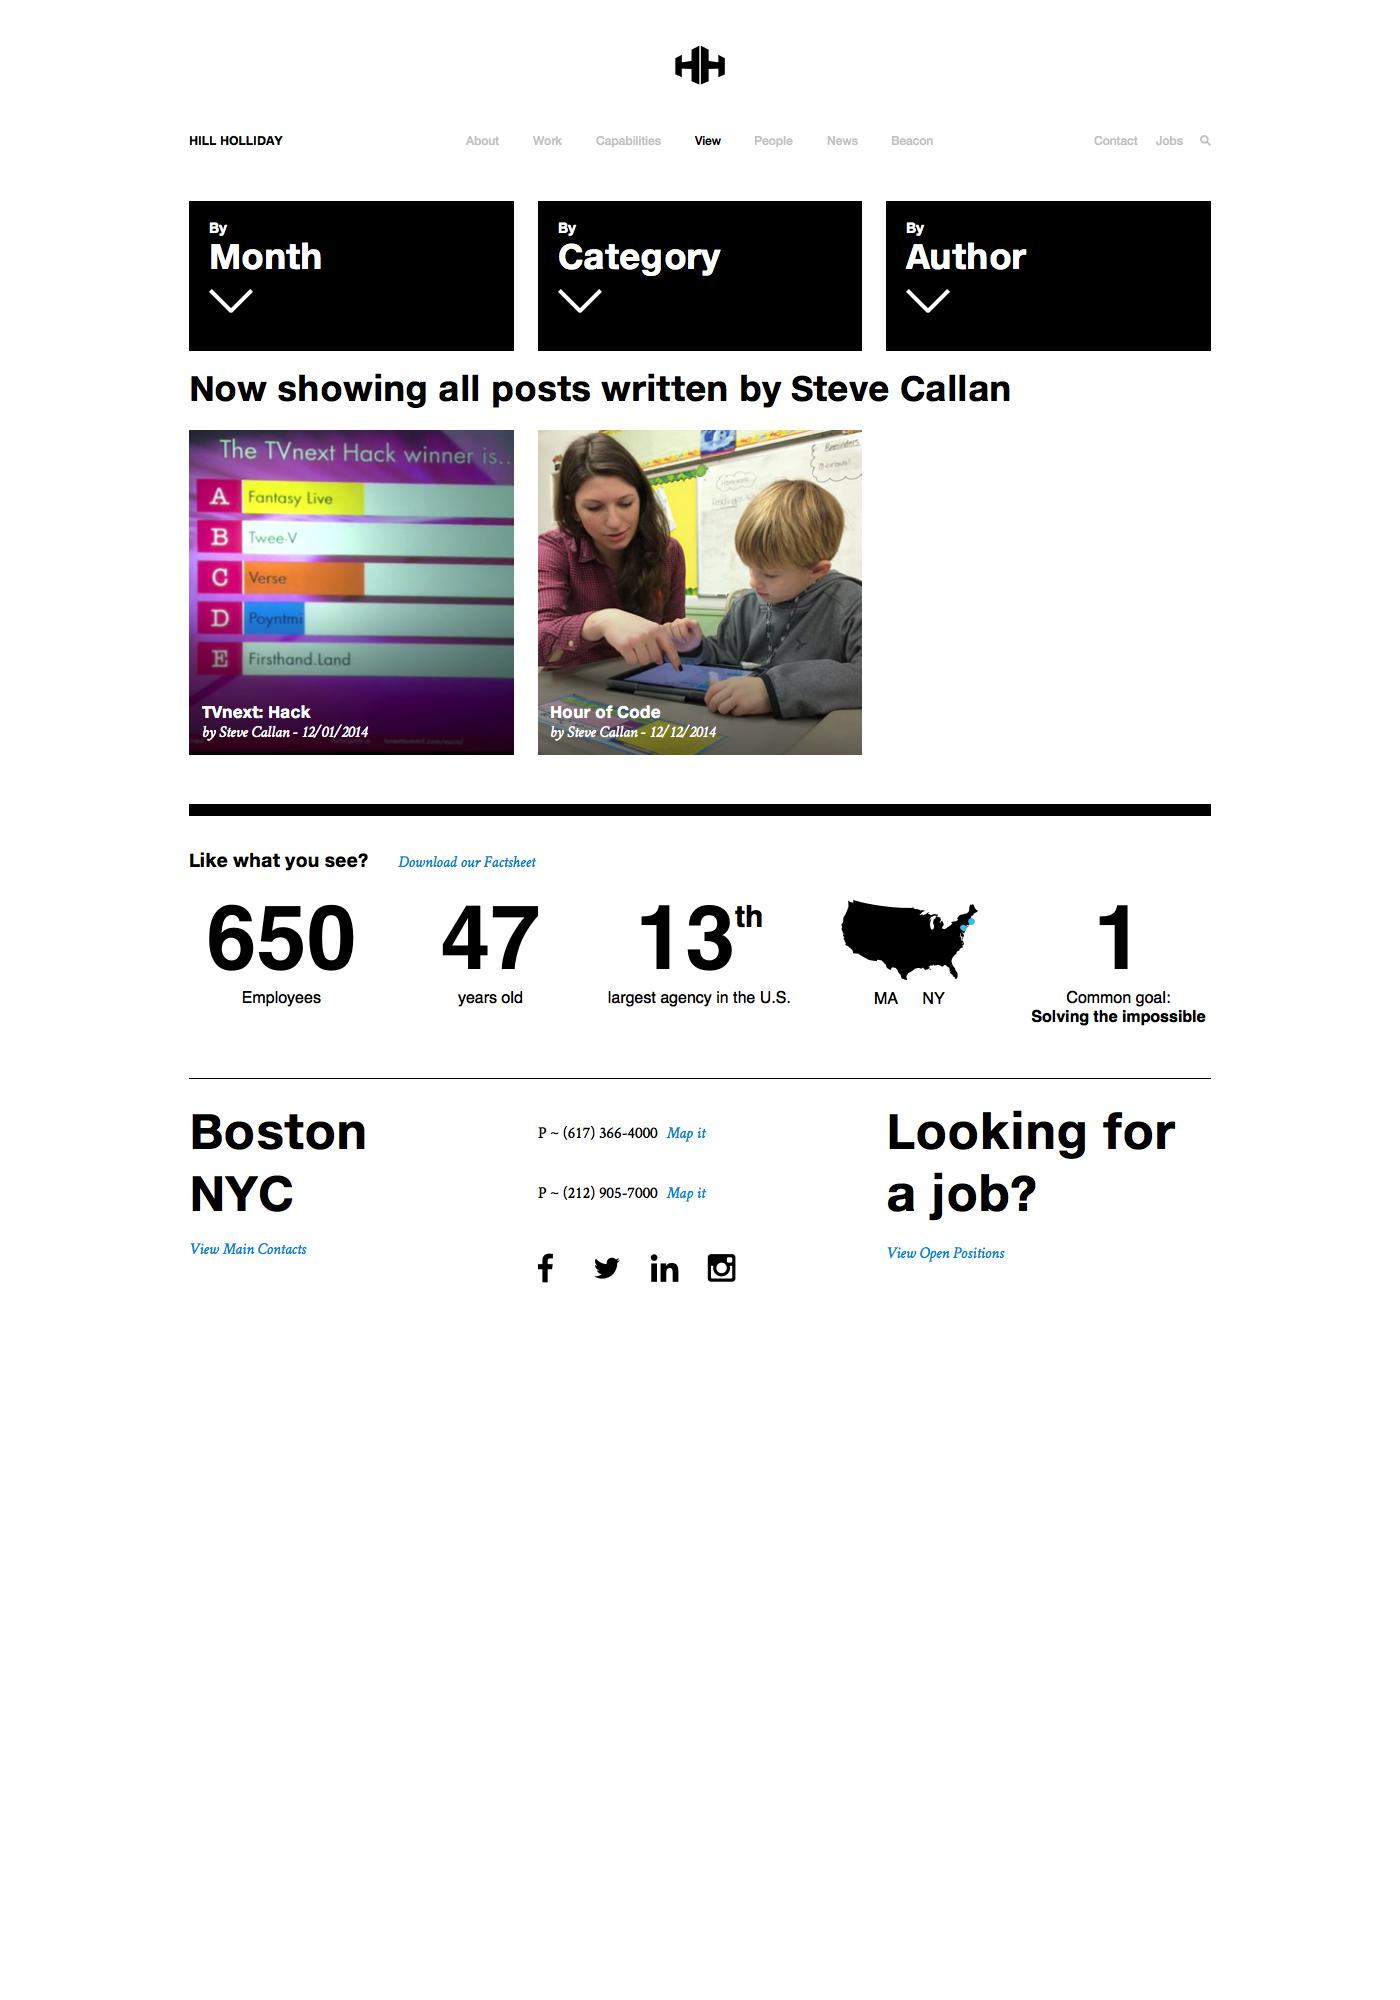 HILL HOLLIDAY
About Work Capabilities View People News Beacon
Contact Jobs
By
Month
By
Category
By
Author
Now showing all posts written by Steve Callan
The TVnext Hack winner is...
A Fantasy Live
B Twee-V
C Verse
D Poyntmi
E Firsthand.Land
TVnext: Hack
by Steve Callan - 12/01/2014
Reminders
Hour of Code
by Steve Callan - 12/12/2014
Like what you see? Download our Factsheet
650
Employees
47
years old
13th
largest agency in the U.S.
MA NY
1
Common goal:
Solving the impossible
Boston
NYC
View Main Contacts
P ~ (617) 366-4000 Map it
P ~ (212) 905-7000 Map it
Looking for
a job?
View Open Positions